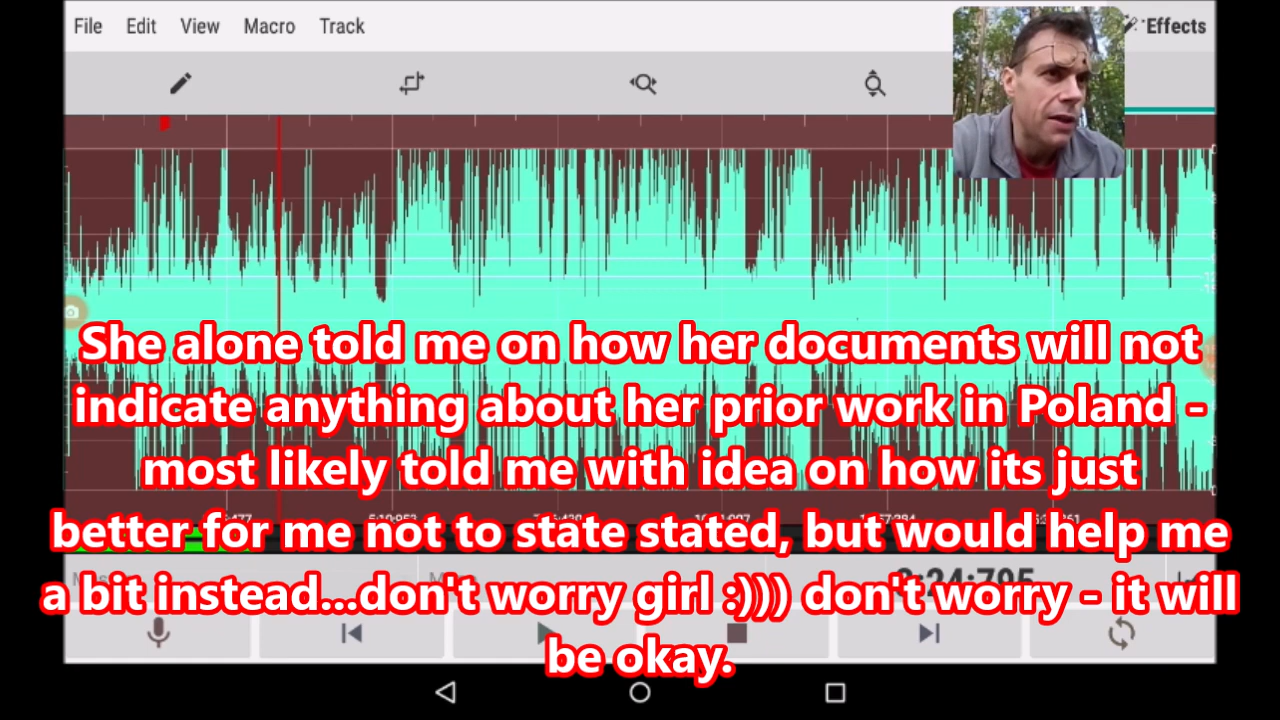 File Edit View Macro Track Effects
She alone told me on how her documents will not
indicate anything about her prior work in Poland -
most likely told me with idea on how its just
better for me not to state stated, but would help me
a bit instead...don't worry girl :))) don't worry - it will
be okay.